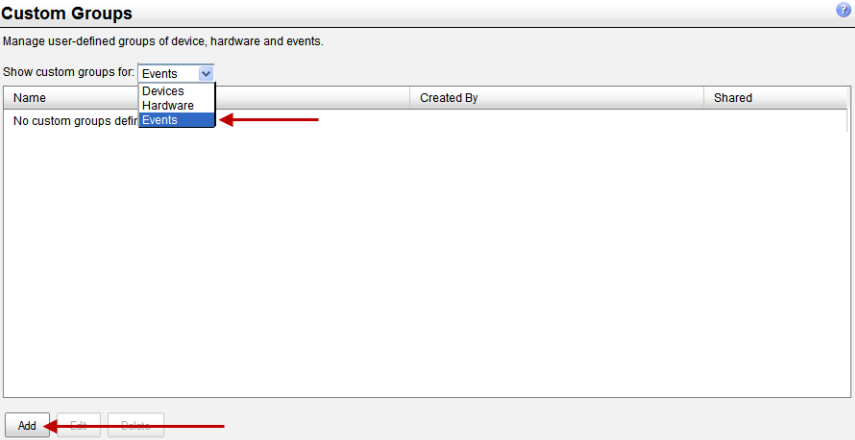 Custom Groups
?
Manage user-defined groups of device, hardware and events.
Show custom groups for: Events
Devices
Hardware
Events
Name Created By Shared
No custom groups defin
Add Edit Delete